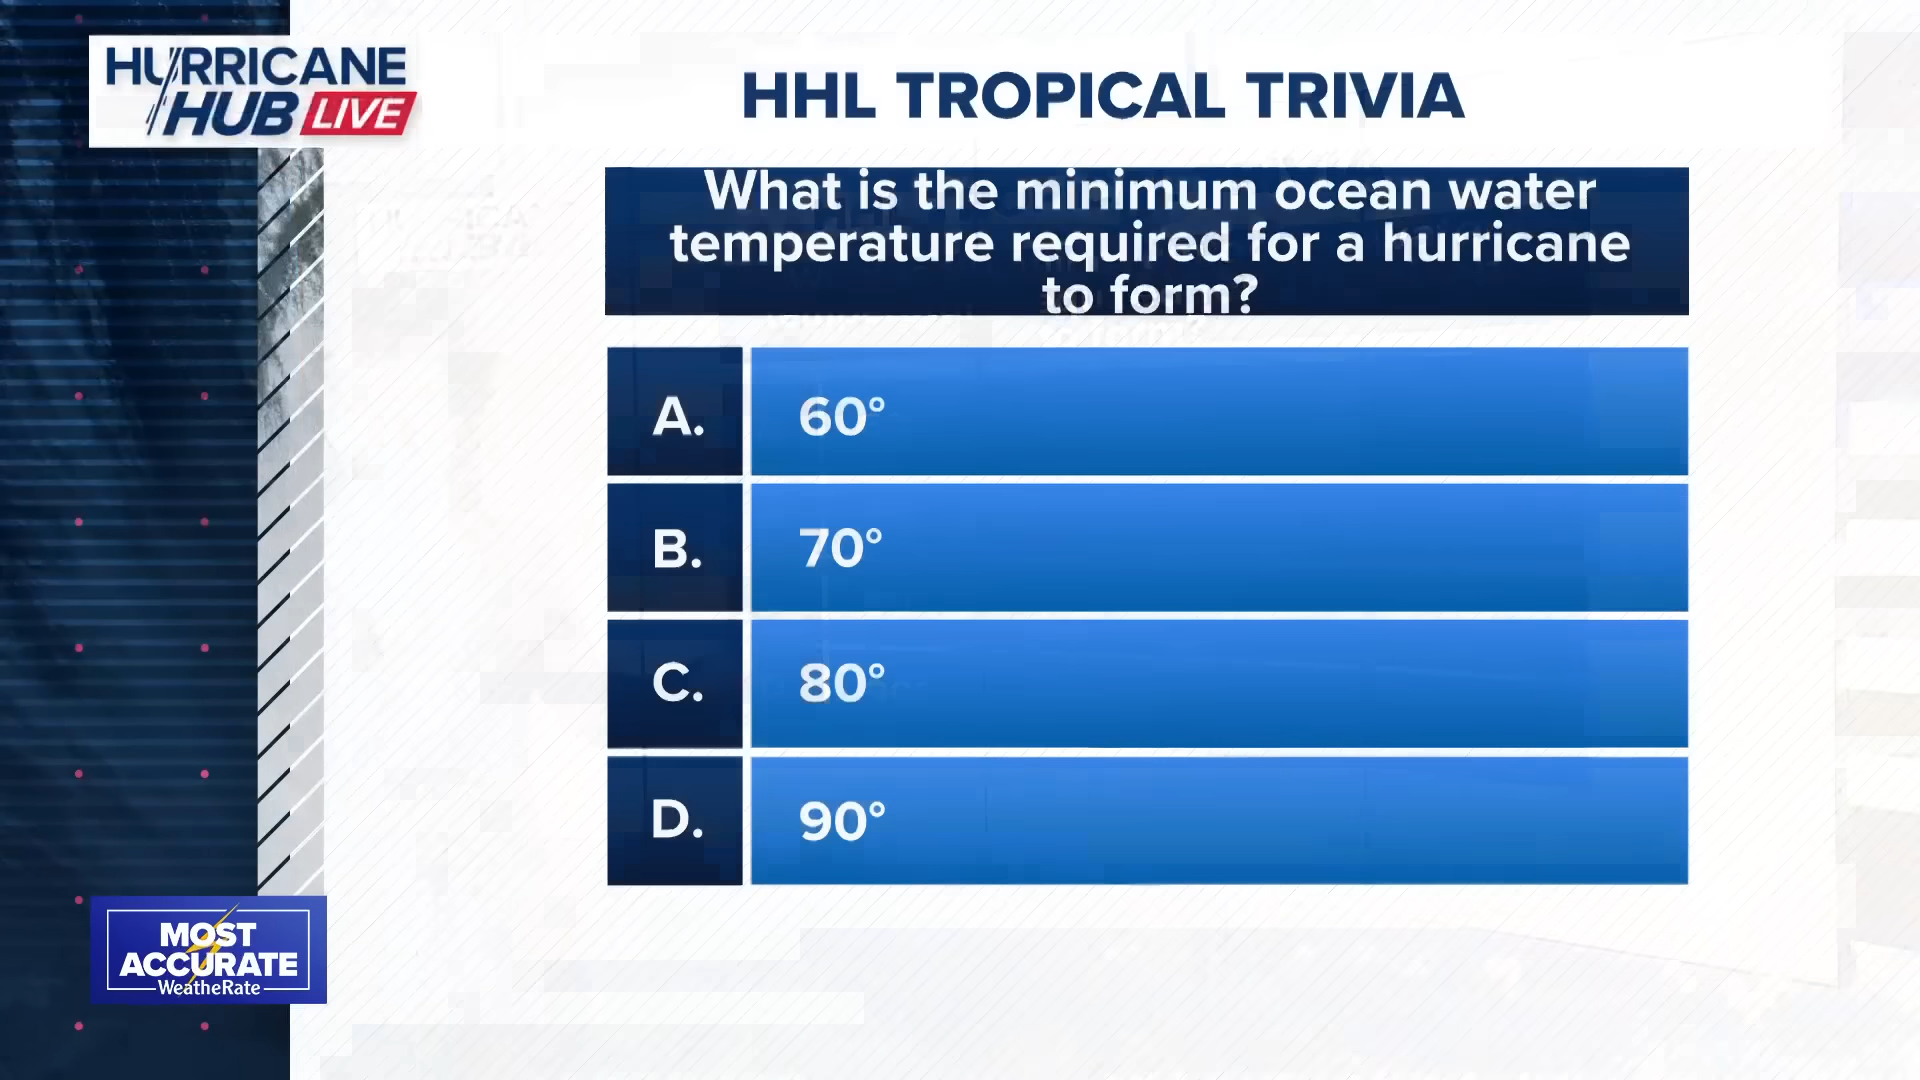 HURRICANE
HUB LIVE
HHL TROPICAL TRIVIA
What is the minimum ocean water
temperature required for a hurricane
to form?
A. 60°
B. 70°
C. 80°
D. 90°
MOST
ACCURATE
WeatheRate